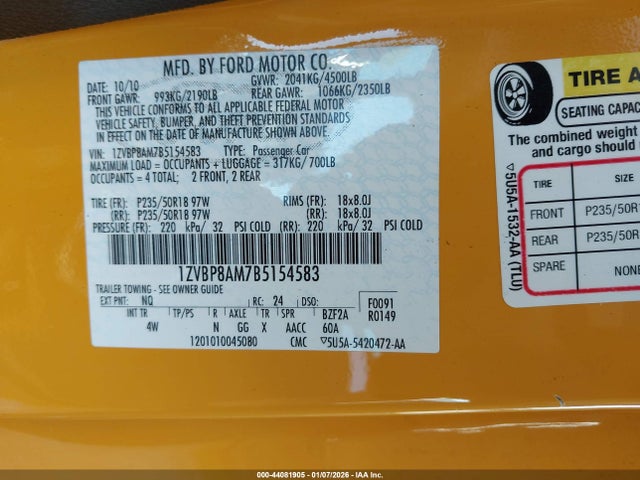 MFD. BY FORD MOTOR CO.
10/10 GVWR: 2041KG/4500LB
FRONT GAWR: 993KG/2190LB REAR GAWR: 1066KG/2350LB
THIS VEHICLE CONFORMS TO ALL APPLICABLE FEDERAL MOTOR
VEHICLE SAFETY, BUMPER, AND THEFT PREVENTION STANDARDS
IN EFFECT ON THE DATE OF MANUFACTURE SHOWN ABOVE.
VIN: 1ZVBP8AM7B5154583 TYPE: Passenger Car
MAXIMUM LOAD = OCCUPANTS + LUGGAGE = 317KG/ 700LB
OCCUPANTS = 4 TOTAL; 2 FRONT, 2 REAR
TIRE (FR): P235/50R18 97W RIMS (FR): 18x8.0J
(RR): P235/50R18 97W (RR): 18x8.0J
PRESSURE (FR): 220 kPa/ 32 PSI COLD (RR): 220 kPa/ 32 PSI COLD
1ZVBP8AM7B5154583
TRAILER TOWING - SEE OWNER GUIDE
EXT PNT: NQ RC: 24 DSO: F0091
INT TR TP/PS R AXLE TR SPR BZF2A R0149
4W N GG X AACC 60A
1201010045080 CMC ▽5U5A-5420472-AA
TIRE A
SEATING CAPACITY
The combined weight
and cargo should
TIRE SIZE
FRONT P235/50R1
REAR P235/50R
SPARE NONE
▽5U5A-1532-AA (TLU)
000-44081905 | 01/07/2026 | IAAI, Inc.